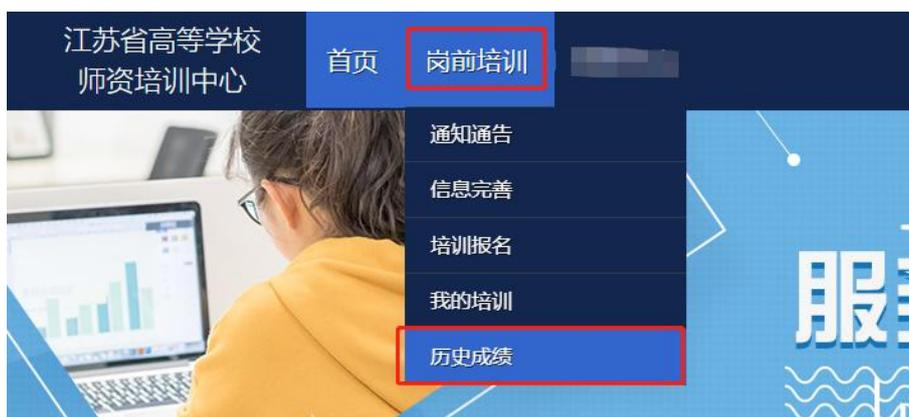 江苏省高等学校
师资培训中心
首页
岗前培训
通知通告
信息完善
培训报名
我的培训
历史成绩
服